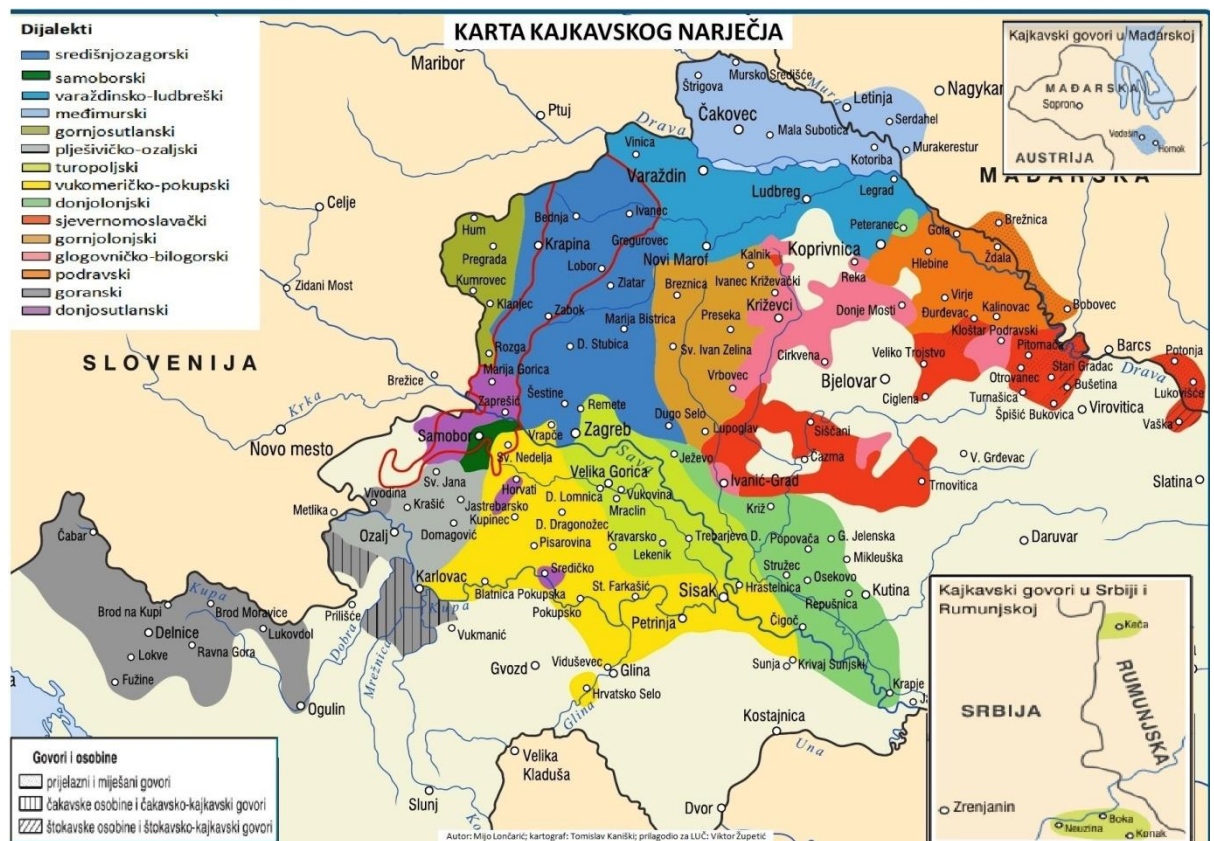 KARTA KAJKAVSKOG NARJEČJA
Dijalekti
središnjozagorski
samoborski
varaždinsko-ludbreški
međimurski
gornjosutlanski
plješivičko-ozaljski
turopoljski
vukomeričko-pokupski
donjolonjski
sjevernomoslavački
gornjolonjski
glogovničko-bilogorski
podravski
goranski
donjosutlanski
Kajkavski govori u Mađarskoj
MAĐARSKA
Sopron
Vedešin
Homok
AUSTRIJA
Maribor
Ptuj
Celje
Zidani Most
SLOVENIJA
Brežice
Krka
Novo mesto
Metlika
Drava
Mura
Štrigova
Mursko Središće
Čakovec
Mala Subotica
Letinja
Serdahel
Kotoriba
Murakerestur
Nagykan
MAĐARSKA
Vinica
Varaždin
Ludbreg
Legrad
Peteranec
Bednja
Ivanec
Hum
Pregrada
Kumrovec
Klanjec
Rozga
Krapina
Gregurovec
Lobor
Zlatar
Zabok
Marija Bistrica
D. Stubica
Marija Gorica
Zaprešić
Šestine
Remete
Novi Marof
Breznica
Kalnik
Ivanec Križevački
Križevci
Preseka
Sv. Ivan Zelina
Cirkvena
Vrbovec
Dugo Selo
Lupoglav
Koprivnica
Reka
Donje Mosti
Gola
Brežnica
Ždala
Hlebine
Virje
Đurđevac
Kalinovac
Kloštar Podravski
Bobovec
Pitomača
Barcs
Potonja
Stari Gradac
Otrovanec
Bušetina
Lukovišće
Drava
Turnašica
Špišić Bukovica
Virovitica
Vaška
Veliko Trojstvo
Bjelovar
Ciglena
Siščani
Čazma
V. Grđevac
Trnovitica
Slatina
Daruvar
Samobor
Vrapče
Zagreb
Sava
Sv. Nedelja
Ježevo
Ivanić-Grad
Velika Gorica
Sv. Jana
Horvati
D. Lomnica
Vukovina
Mraclin
Križ
Vivodina
Krašić
Jastrebarsko
Kupinec
D. Dragonožec
Ozalj
Domagović
Pisarovina
Kravarsko
Lekenik
Trebarjevo D.
Popovača
G. Jelenska
Mikleuška
Stružec
Osekovo
Repušnica
Kutina
Hrastelnica
Sisak
Karlovac
Blatnica Pokupska
Središčko
Pokupsko
St. Farkašić
Petrinja
Čigoč
Kupa
Vukmanić
Čabar
Kupa
Brod na Kupi
Brod Moravice
Delnice
Lukovdol
Lokve
Ravna Gora
Fužine
Prilišće
Dobra
Mrežnica
Ogulin
Gvozd
Viduševec
Glina
Hrvatsko Selo
Glina
Sunja
Krivaj Sunjski
Krapje
Ja
Kostajnica
Una
Velika
Kladuša
Slunj
Ko
Dvor
Govori i osobine
prijelazni i miješani govori
čakavske osobine i čakavsko-kajkavski govori
štokavske osobine i štokavsko-kajkavski govori
Kajkavski govori u Srbiji i
Rumunjskoj
Keča
RUMUNJSKA
SRBIJA
Zrenjanin
Boka
Neuzina
Konak
Autor: Mijo Lončarić; kartograf: Tomislav Kaniški; prilagodio za LUČ: Viktor Župetić